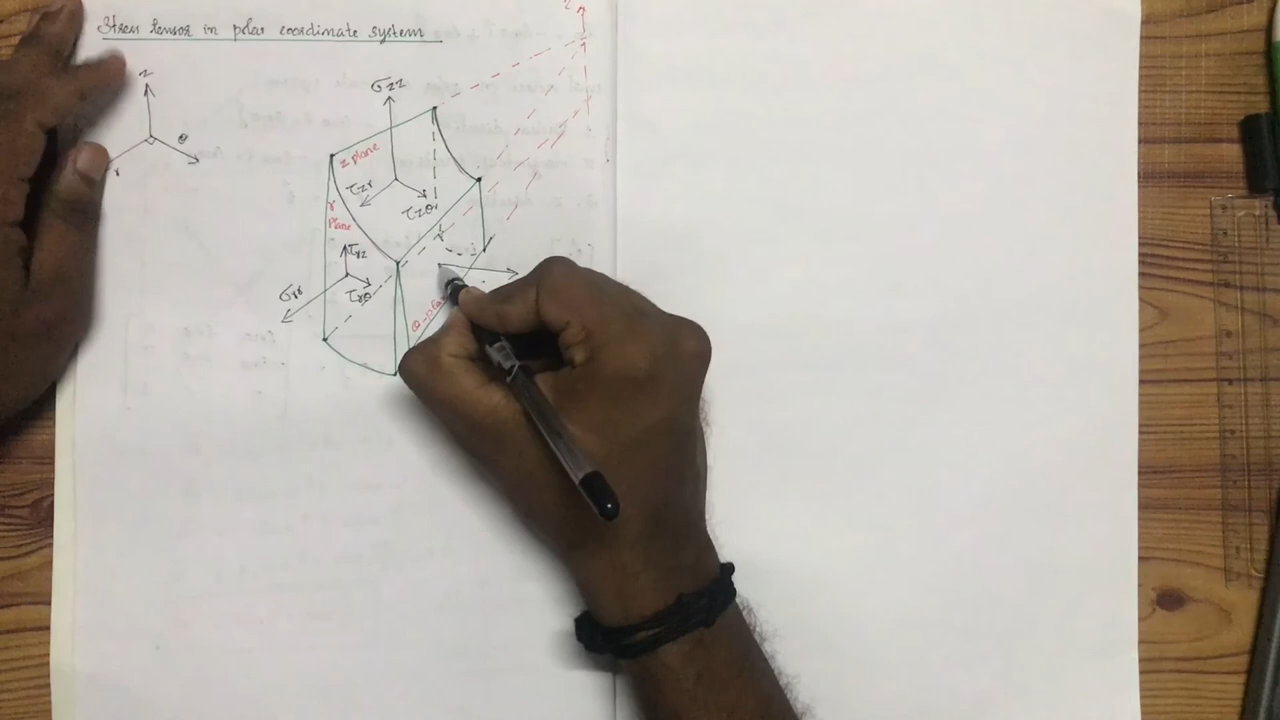 Stress tensor in polar coordinate system
z
σzz
z
θ
r
z plane
τzr
τzθ
r plane
τrz
σrr
τrθ
θ-plane